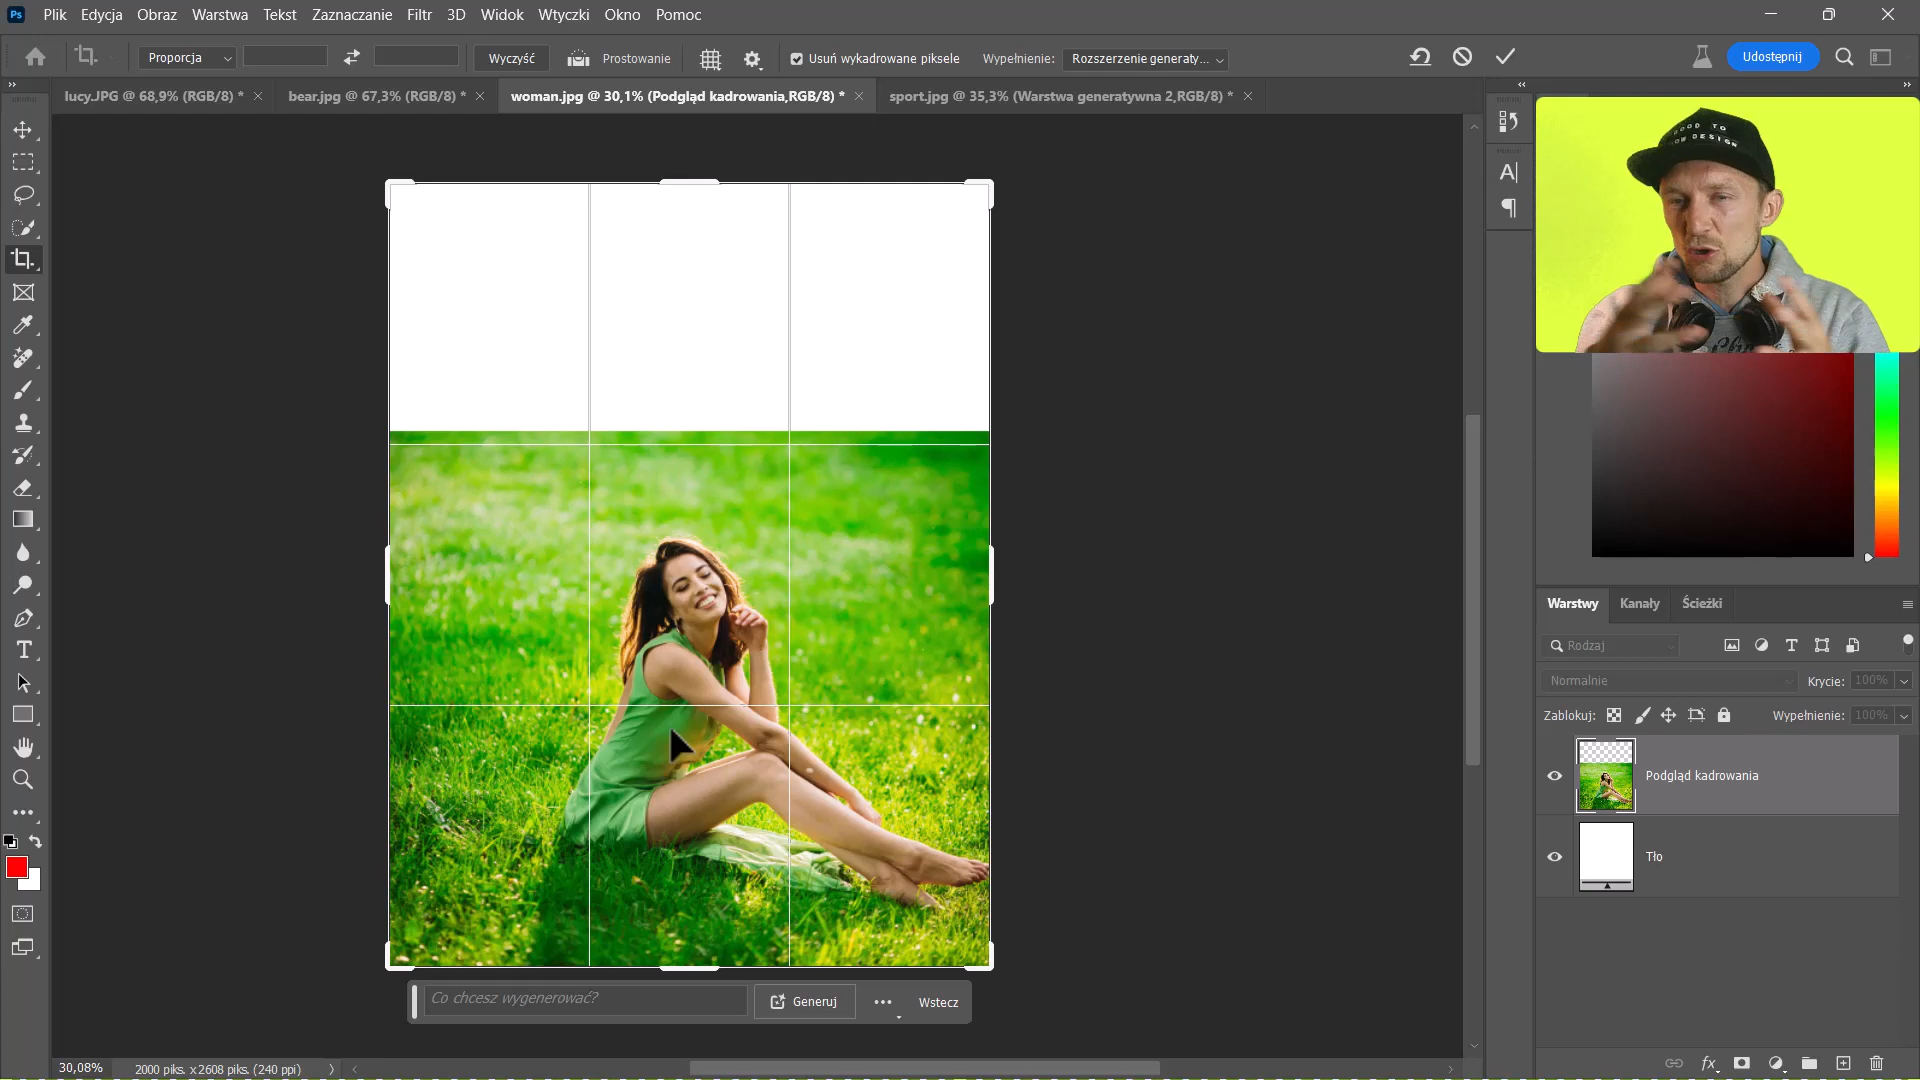 Ps
Plik Edycja Obraz Warstwa Tekst Zaznaczanie Filtr 3D Widok Wtyczki Okno Pomoc
Proporcja Wyczyść Prostowanie Usuń wykadrowane piksele Wypełnienie: Rozszerzenie generaty... Udostępnij
lucy.JPG @ 68,9% (RGB/8) * bear.jpg @ 67,3% (RGB/8) * woman.jpg @ 30,1% (Podgląd kadrowania,RGB/8) * sport.jpg @ 35,3% (Warstwa generatywna 2,RGB/8) *
GOOD TO
Warstwy Kanały Ścieżki
Rodzaj
Normalnie Krycie: 100%
Zablokuj: Wypełnienie: 100%
Podgląd kadrowania
Tło
Co chcesz wygenerować? Generuj Wstecz
30,08% 2000 piks. x 2608 piks. (240 ppi)